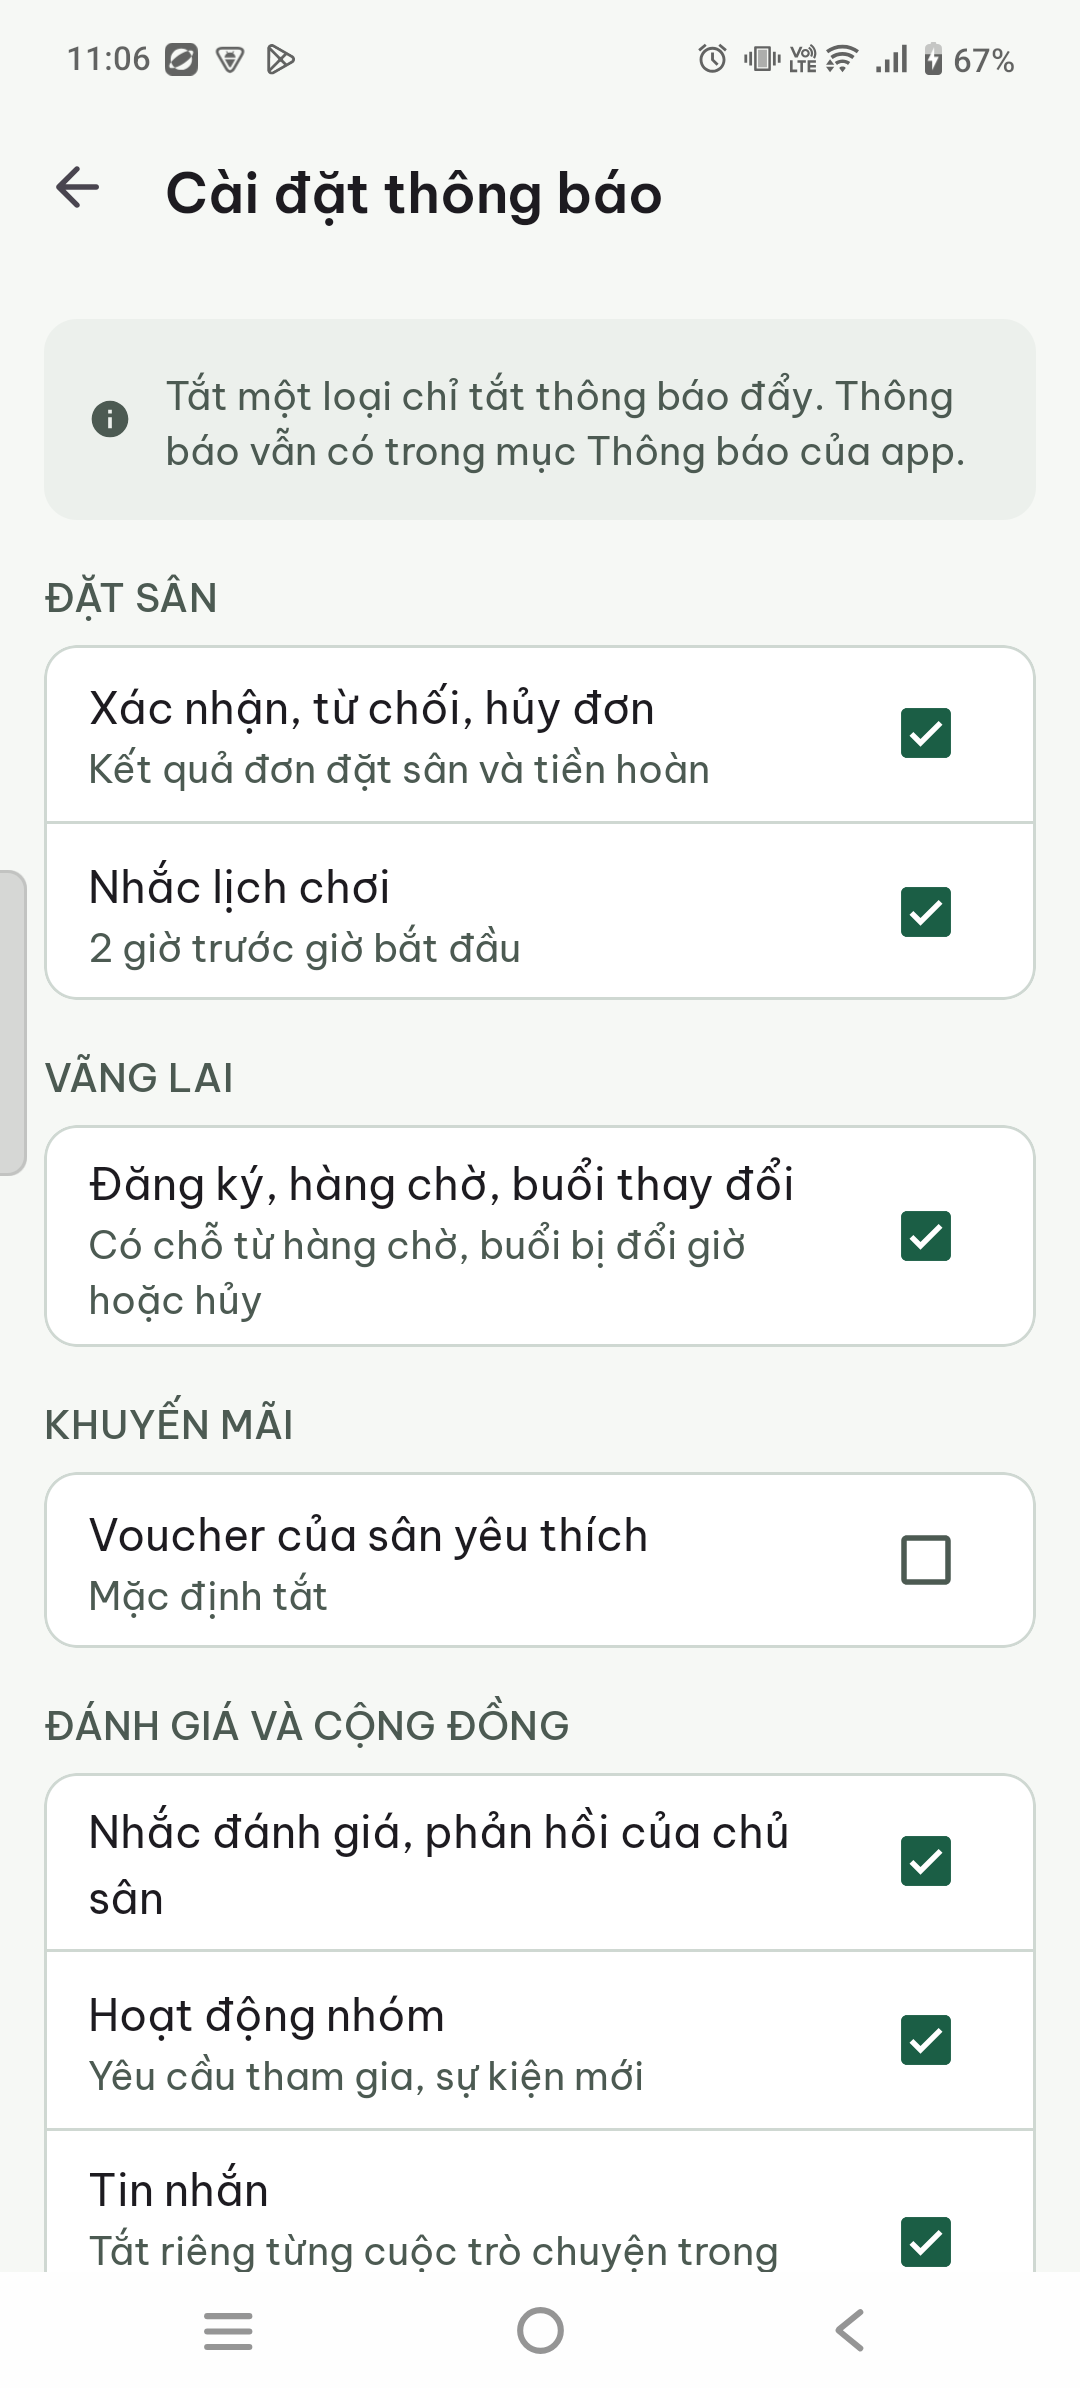 11:06
VO LTE 67%
Cài đặt thông báo
Tắt một loại chỉ tắt thông báo đẩy. Thông
báo vẫn có trong mục Thông báo của app.
ĐẶT SÂN
Xác nhận, từ chối, hủy đơn
Kết quả đơn đặt sân và tiền hoàn
Nhắc lịch chơi
2 giờ trước giờ bắt đầu
VÃNG LAI
Đăng ký, hàng chờ, buổi thay đổi
Có chỗ từ hàng chờ, buổi bị đổi giờ
hoặc hủy
KHUYẾN MÃI
Voucher của sân yêu thích
Mặc định tắt
ĐÁNH GIÁ VÀ CỘNG ĐỒNG
Nhắc đánh giá, phản hồi của chủ
sân
Hoạt động nhóm
Yêu cầu tham gia, sự kiện mới
Tin nhắn
Tắt riêng từng cuộc trò chuyện trong